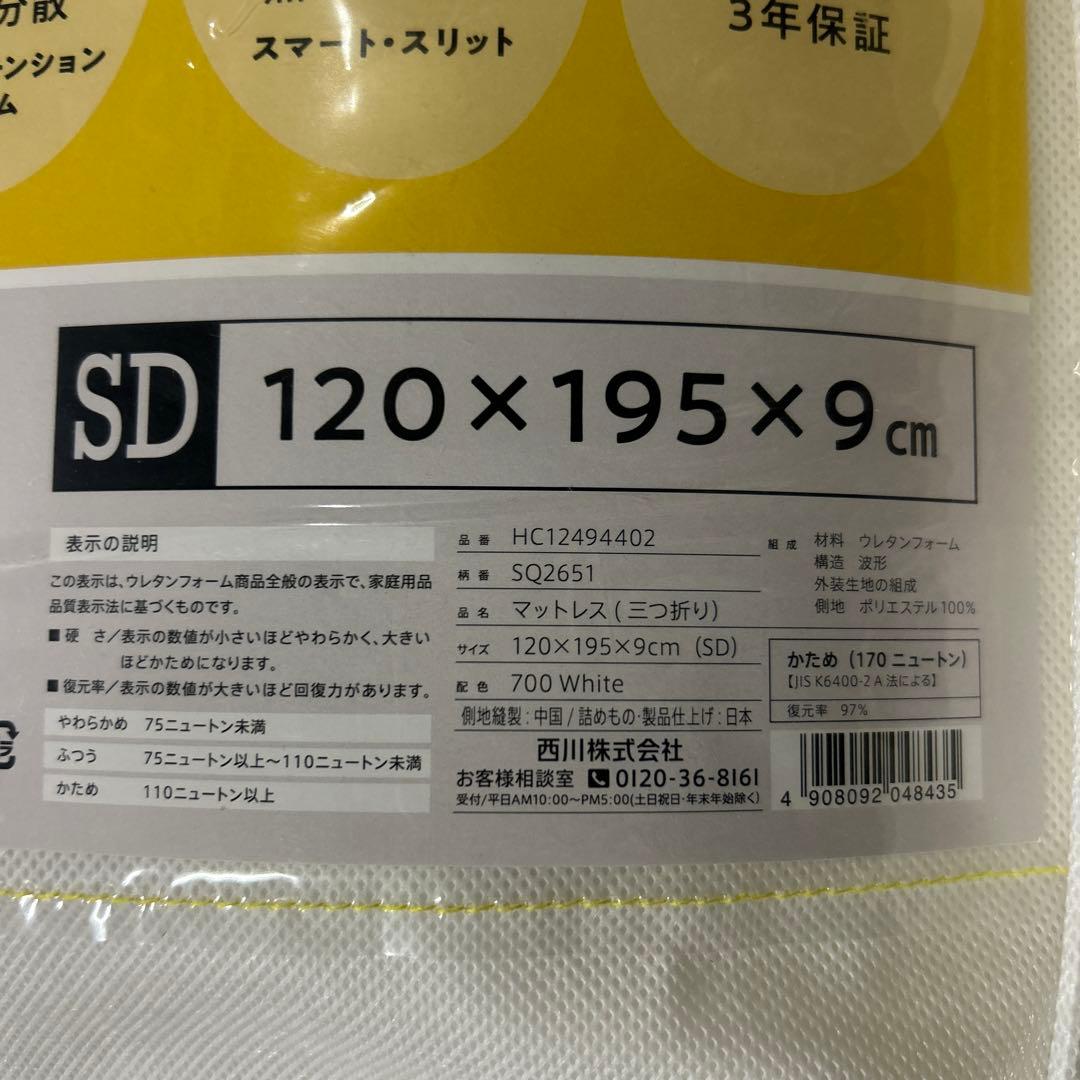 分散
ンション
ム
スマート・スリット
3年保証
SD 120×195×9cm
表示の説明
この表示は、ウレタンフォーム商品全般の表示で、家庭用品
品質表示法に基づくものです。
■硬 さ/表示の数値が小さいほどやわらかく、大きい
ほどかためになります。
■復元率/表示の数値が大きいほど回復力があります。
やわらかめ 75ニュートン未満
ふつう 75ニュートン以上〜110ニュートン未満
かため 110ニュートン以上
品番 HC12494402
柄番 SQ2651
品名 マットレス(三つ折り)
サイズ 120×195×9cm(SD)
配色 700 White
側地縫製:中国/詰めもの・製品仕上げ:日本
西川株式会社
お客様相談室 0120-36-8161
受付/平日AM10:00〜PM5:00(土日祝日・年末年始除く)
組成 材料 ウレタンフォーム
構造 波形
外装生地の組成
側地 ポリエステル100%
かため(170ニュートン)
【JIS K6400-2 A法による】
復元率 97%
4 908092 048435